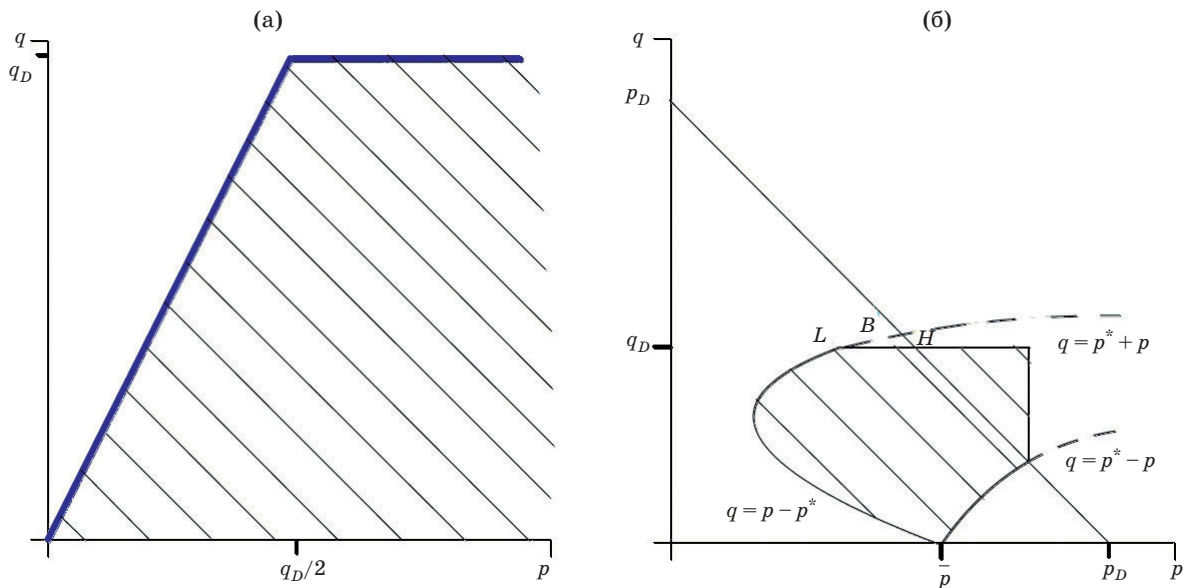 (а)
q
q_D
q_D/2
p
(б)
q
p_D
B
L
H
q_D
q = p* + p
q = p* − p
q = p − p*
p̄
p_D
p